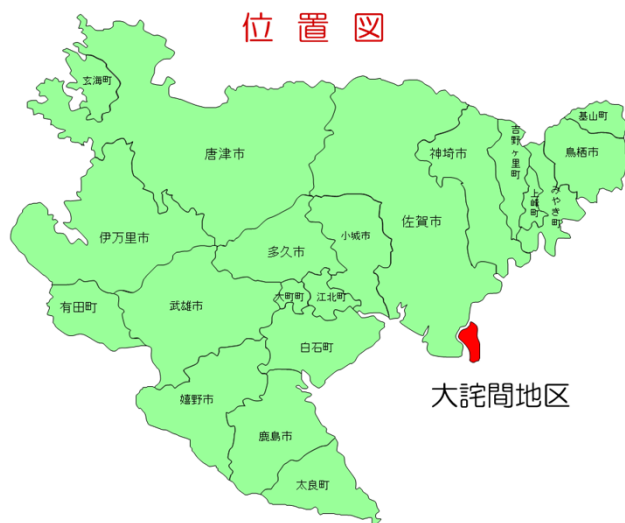 位置図
玄海町
基山町
唐津市
神埼市
吉野ヶ里町
鳥栖市
上峰町
みやき町
佐賀市
伊万里市
小城市
多久市
有田町
武雄市
大町町
江北町
白石町
大詫間地区
嬉野市
鹿島市
太良町